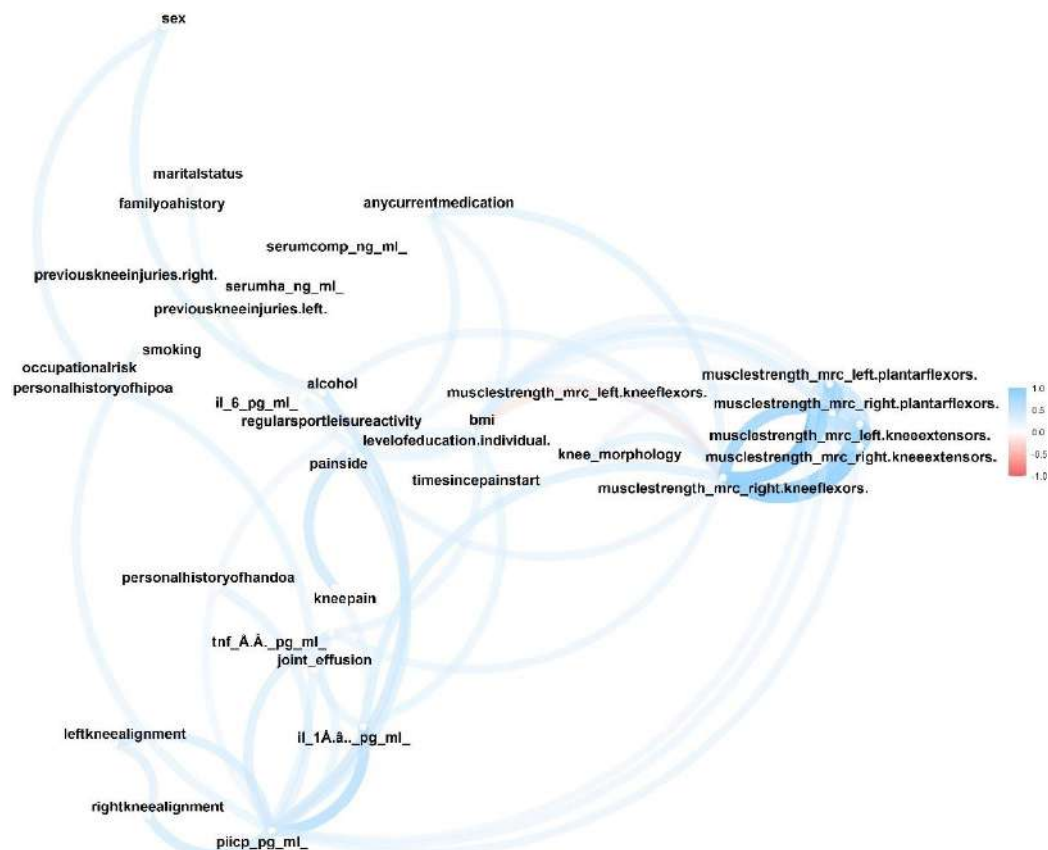 sex
maritalstatus
familyoahistory
anycurrentmedication
serumcomp_ng_ml_
previouskneeinjuries.right.
serumha_ng_ml_
previouskneeinjuries.left.
smoking
occupationalrisk
personalhistoryofhipoa
alcohol
il_6_pg_ml_
regularsportleisureactivity
musclestrength_mrc_left.kneeflexors.
bmi
levelofeducation.individual.
painside
knee_morphology
timesincepainstart
musclestrength_mrc_left.plantarflexors.
musclestrength_mrc_right.plantarflexors.
musclestrength_mrc_left.kneeextensors.
musclestrength_mrc_right.kneeextensors.
musclestrength_mrc_right.kneeflexors.
1.0
0.5
0.0
-0.5
-1.0
personalhistoryofhandoa
kneepain
tnf_Â.Â._pg_ml_
joint_effusion
leftkneealignment
il_1Â.â.._pg_ml_
rightkneealignment
piicp_pg_ml_